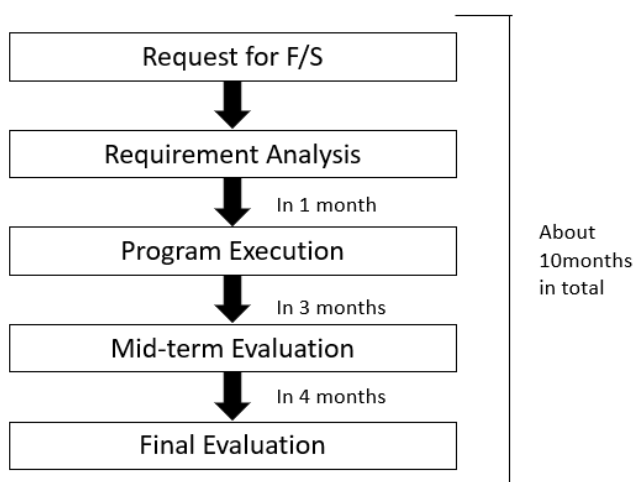 Request for F/S
Requirement Analysis
In 1 month
Program Execution
In 3 months
Mid-term Evaluation
In 4 months
Final Evaluation
About
10months
in total